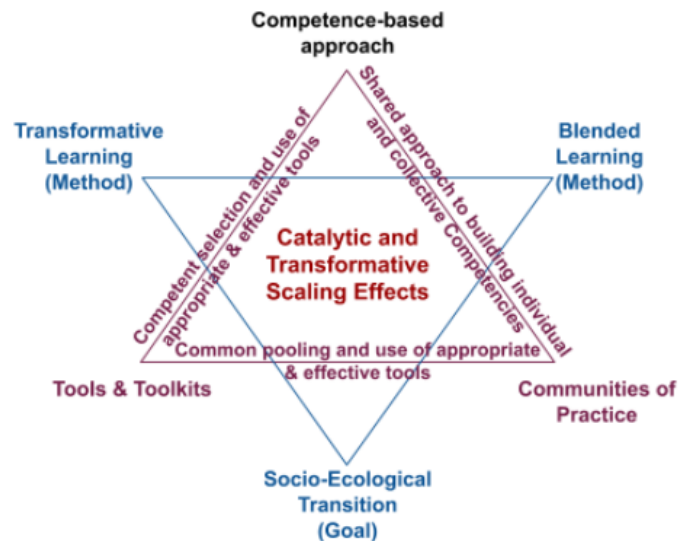 Competence-based
approach
Transformative
Learning
(Method)
Blended
Learning
(Method)
Competent selection and use of
appropriate & effective tools
Shared approach to building individual
and collective Competencies
Catalytic and
Transformative
Scaling Effects
Common pooling and use of appropriate
& effective tools
Tools & Toolkits
Communities of
Practice
Socio-Ecological
Transition
(Goal)